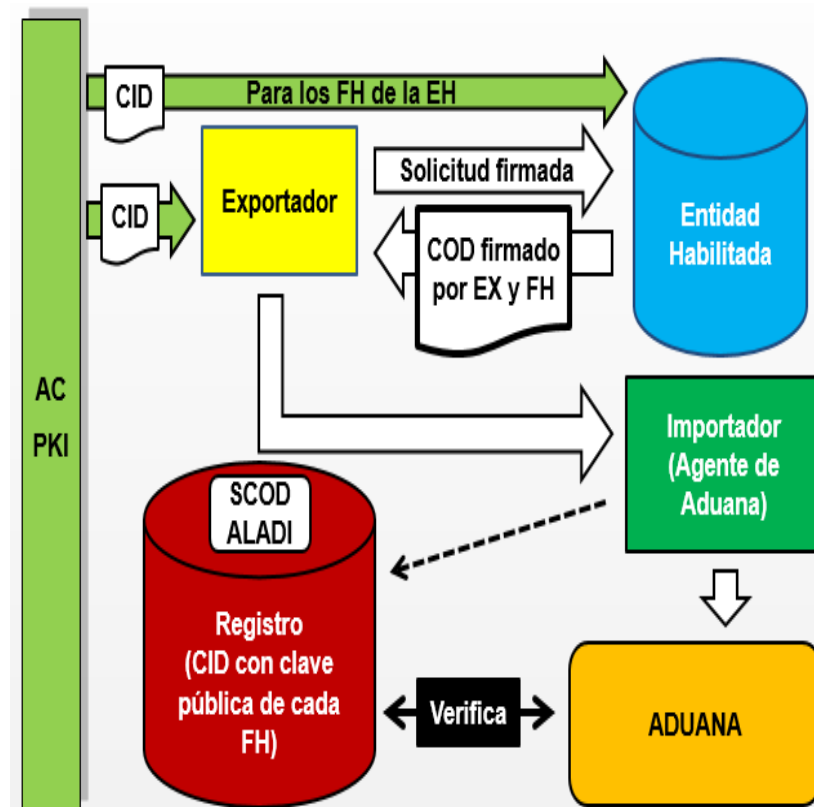 CID
Para los FH de la EH
CID
Exportador
Solicitud firmada
COD firmado
por EX y FH
Entidad
Habilitada
AC
PKI
Importador
(Agente de
Aduana)
SCOD
ALADI
Registro
(CID con clave
pública de cada
FH)
Verifica
ADUANA